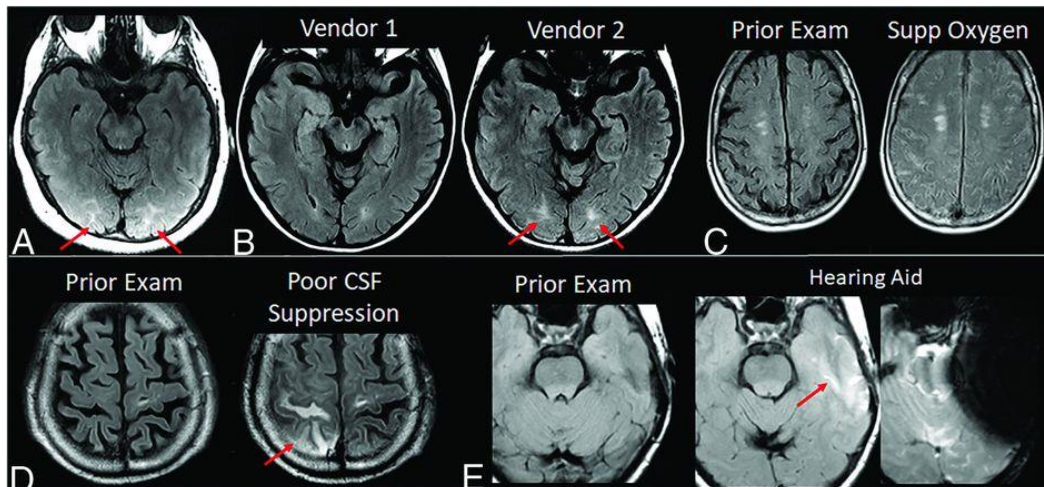 Vendor 1
Vendor 2
Prior Exam
Supp Oxygen
A
B
C
Prior Exam
Poor CSF
Suppression
Prior Exam
Hearing Aid
D
E